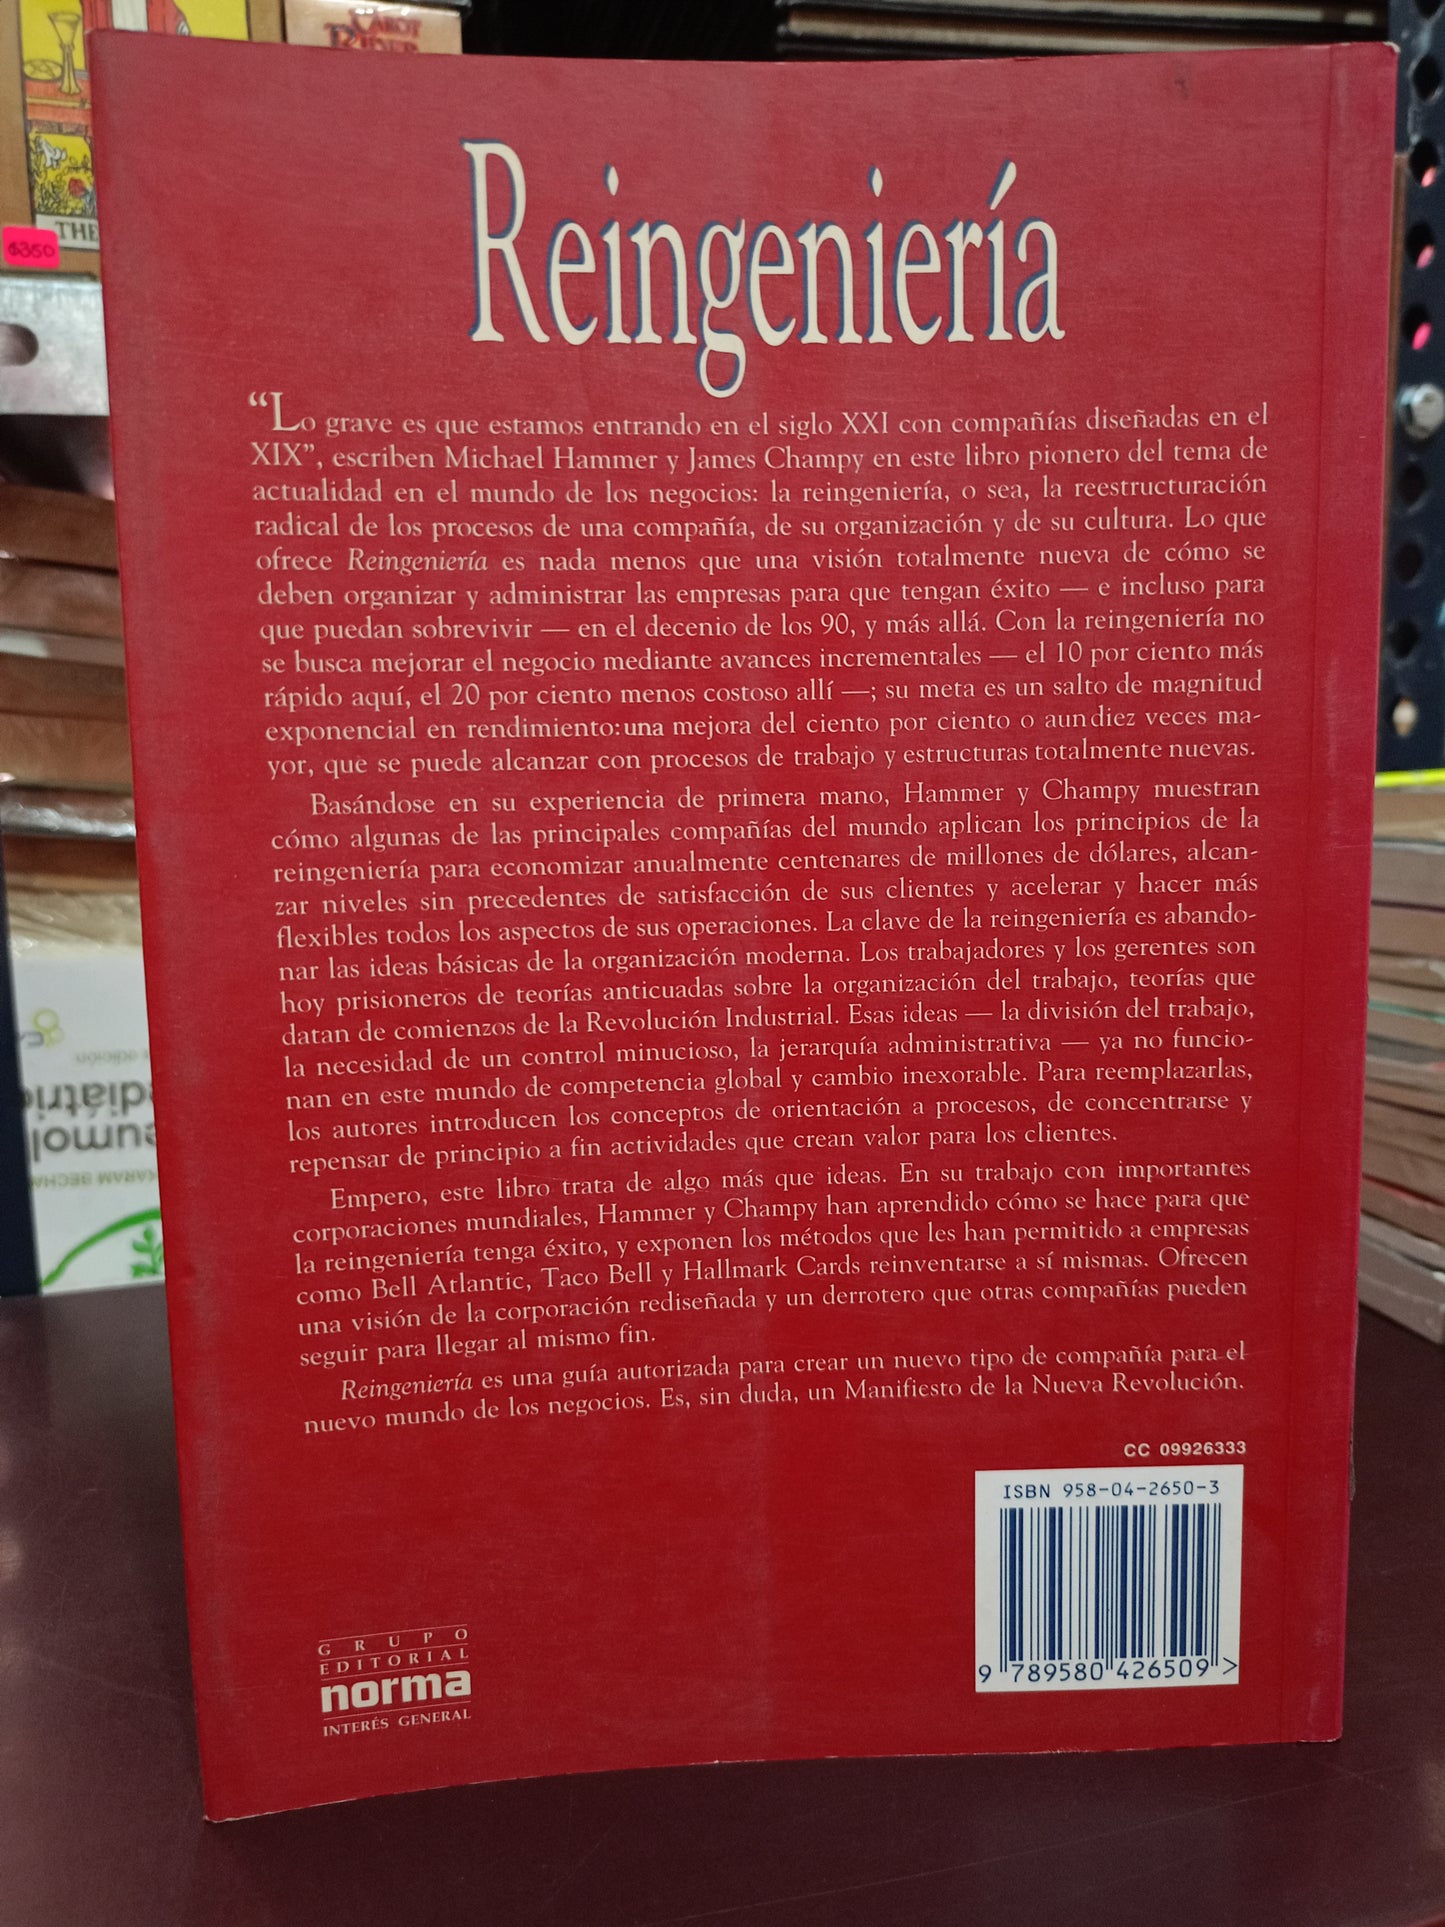 TAROT
RIDER
THE
$350
Reingeniería
“Lo grave es que estamos entrando en el siglo XXI con compañías diseñadas en el
XIX”, escriben Michael Hammer y James Champy en este libro pionero del tema de
actualidad en el mundo de los negocios: la reingeniería, o sea, la reestructuración
radical de los procesos de una compañía, de su organización y de su cultura. Lo que
ofrece Reingeniería es nada menos que una visión totalmente nueva de cómo se
deben organizar y administrar las empresas para que tengan éxito — e incluso para
que puedan sobrevivir — en el decenio de los 90, y más allá. Con la reingeniería no
se busca mejorar el negocio mediante avances incrementales — el 10 por ciento más
rápido aquí, el 20 por ciento menos costoso allí —; su meta es un salto de magnitud
exponencial en rendimiento:una mejora del ciento por ciento o aundiez veces ma-
yor, que se puede alcanzar con procesos de trabajo y estructuras totalmente nuevas.
Basándose en su experiencia de primera mano, Hammer y Champy muestran
cómo algunas de las principales compañías del mundo aplican los principios de la
reingeniería para economizar anualmente centenares de millones de dólares, alcan-
zar niveles sin precedentes de satisfacción de sus clientes y acelerar y hacer más
flexibles todos los aspectos de sus operaciones. La clave de la reingeniería es abando-
nar las ideas básicas de la organización moderna. Los trabajadores y los gerentes son
hoy prisioneros de teorías anticuadas sobre la organización del trabajo, teorías que
datan de comienzos de la Revolución Industrial. Esas ideas — la división del trabajo,
la necesidad de un control minucioso, la jerarquía administrativa — ya no funcio-
nan en este mundo de competencia global y cambio inexorable. Para reemplazarlas,
los autores introducen los conceptos de orientación a procesos, de concentrarse y
repensar de principio a fin actividades que crean valor para los clientes.
Empero, este libro trata de algo más que ideas. En su trabajo con importantes
corporaciones mundiales, Hammer y Champy han aprendido cómo se hace para que
la reingeniería tenga éxito, y exponen los métodos que les han permitido a empresas
como Bell Atlantic, Taco Bell y Hallmark Cards reinventarse a sí mismas. Ofrecen
una visión de la corporación rediseñada y un derrotero que otras compañías pueden
seguir para llegar al mismo fin.
Reingeniería es una guía autorizada para crear un nuevo tipo de compañía para el
nuevo mundo de los negocios. Es, sin duda, un Manifiesto de la Nueva Revolución.
CC 09926333
ISBN 958-04-2650-3
9 789580 426509 >
GRUPO
EDITORIAL
norma
INTERÉS GENERAL